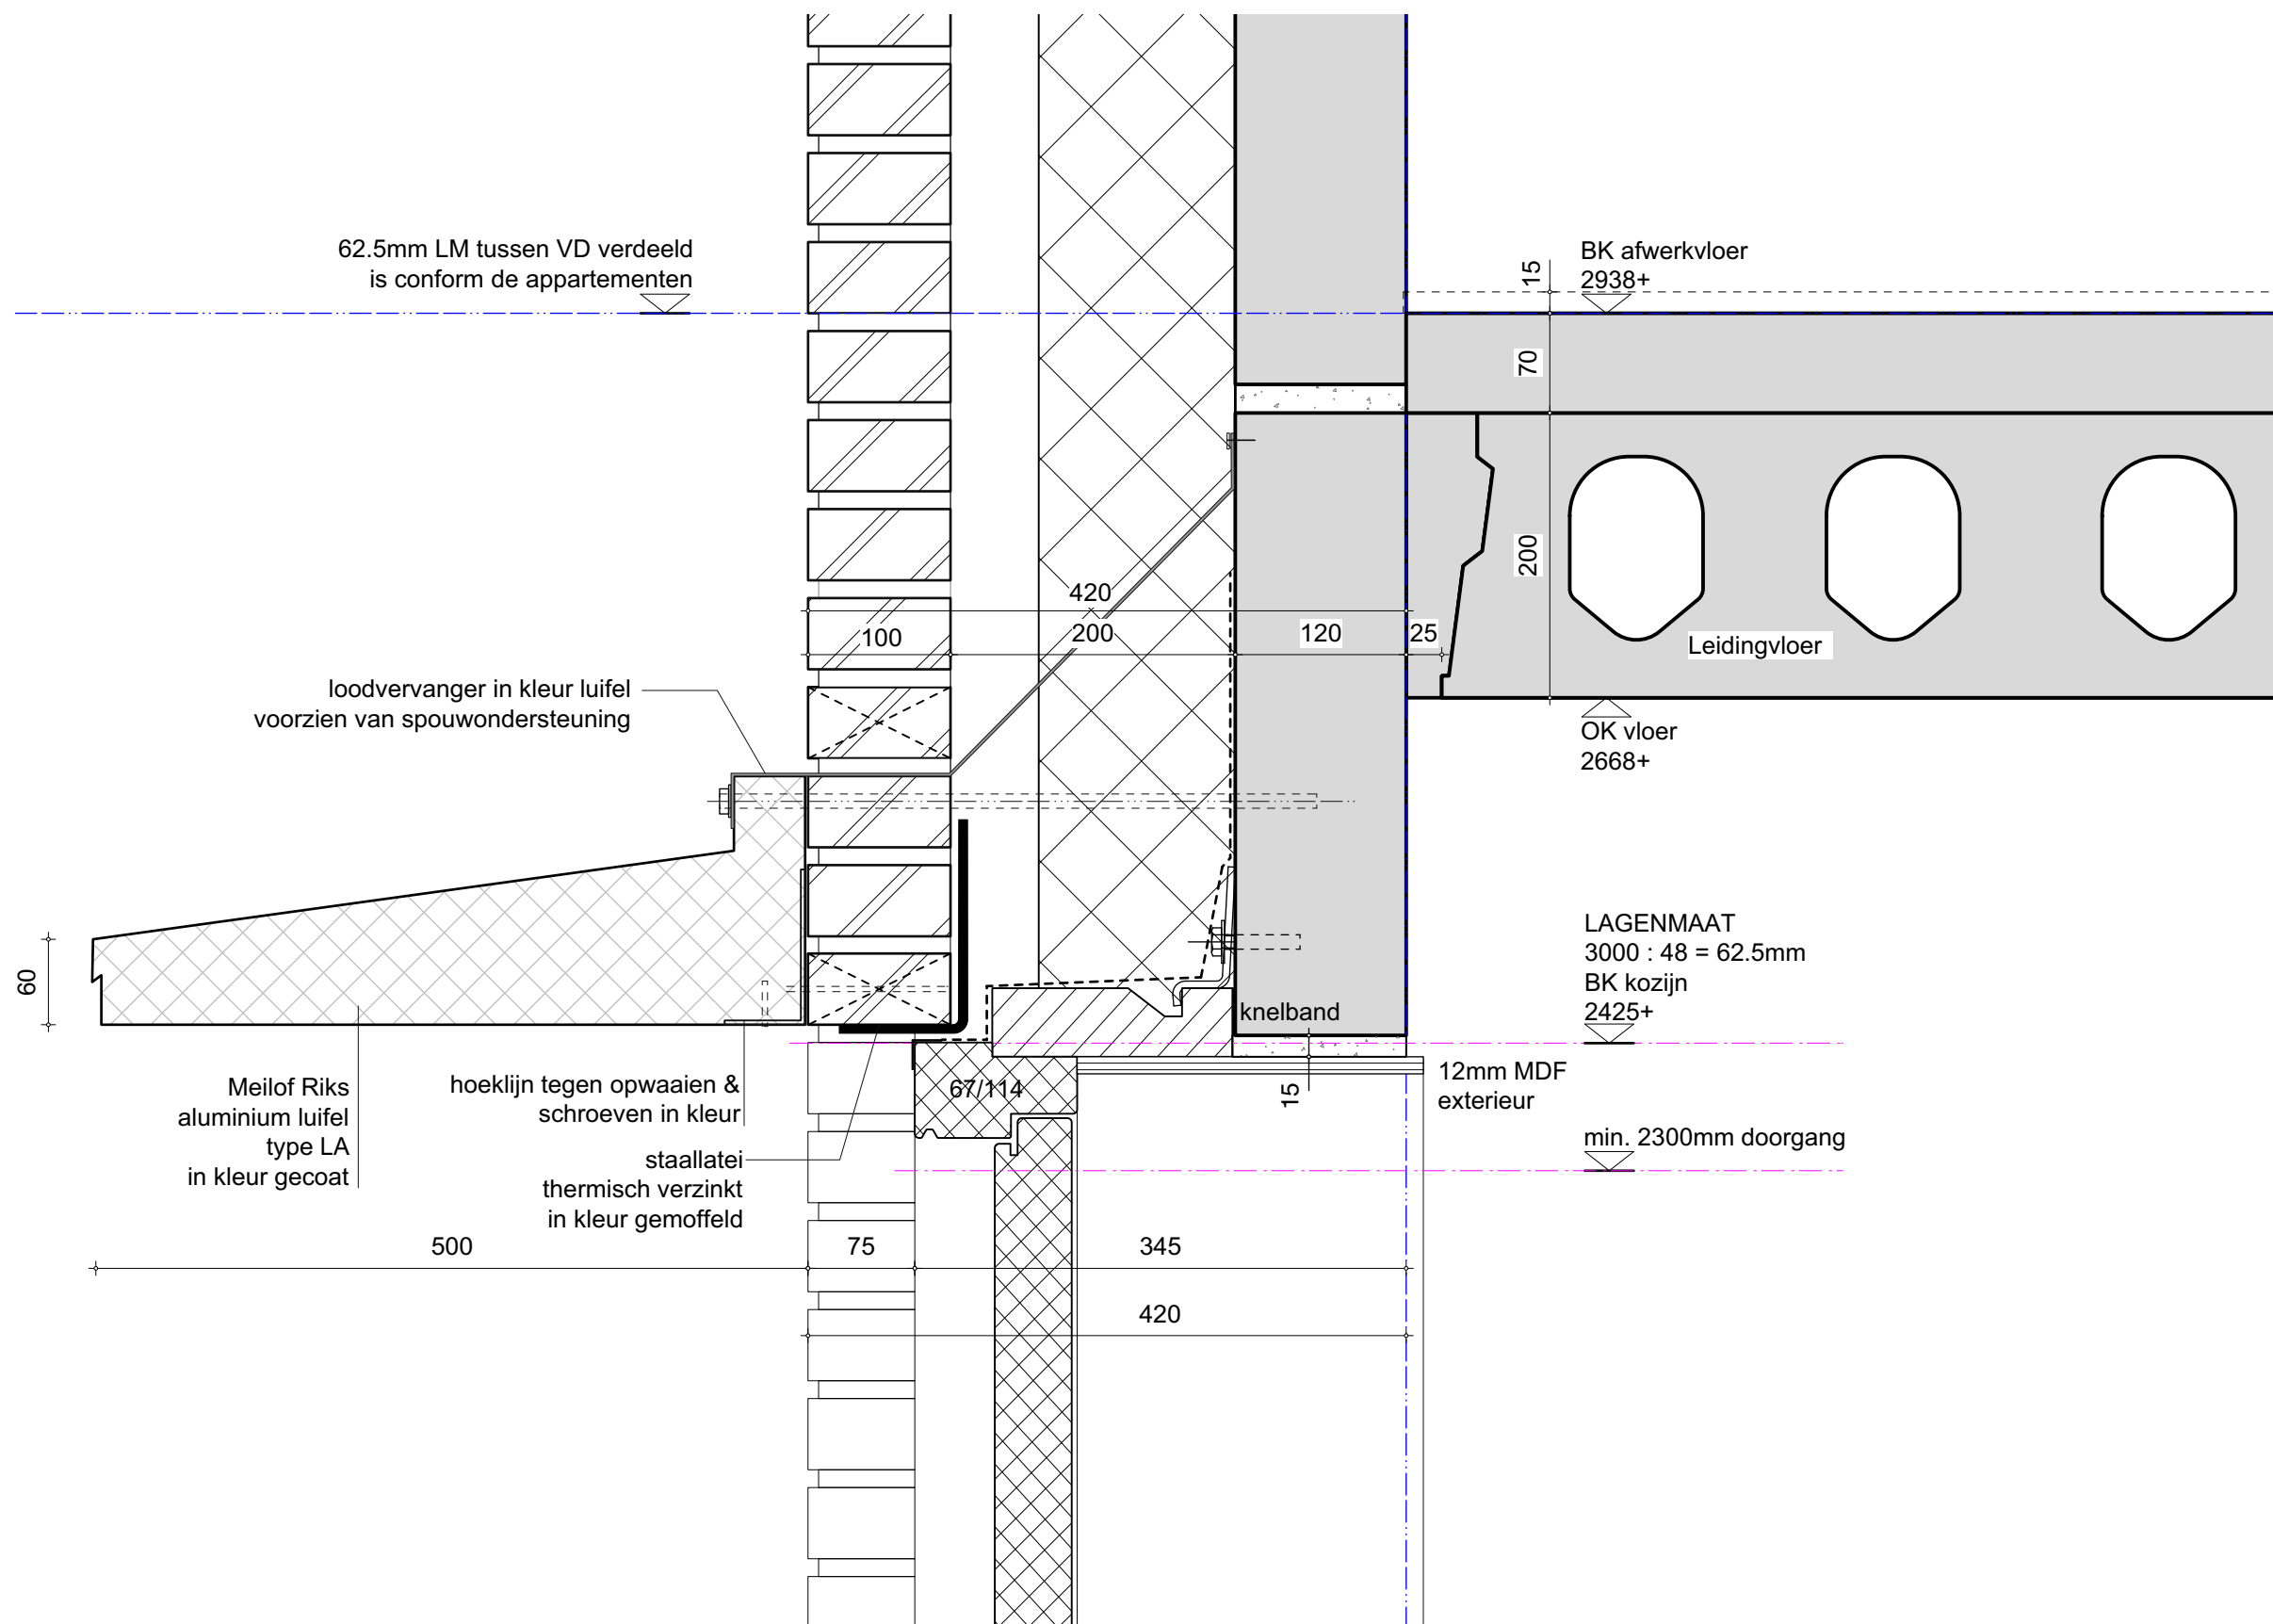 62.5mm LM tussen VD verdeeld
is conform de appartementen
BK afwerkvloer
2938+
15
70
200
420
100
200
120
25
Leidingvloer
OK vloer
2668+
loodvervanger in kleur luifel
voorzien van spouwondersteuning
60
LAGENMAAT
3000 : 48 = 62.5mm
BK kozijn
2425+
knelband
12mm MDF
exterieur
67/114
15
min. 2300mm doorgang
Meilof Riks
aluminium luifel
type LA
in kleur gecoat
hoeklijn tegen opwaaien &
schroeven in kleur
staallatei
thermisch verzinkt
in kleur gemoffeld
500
75
345
420